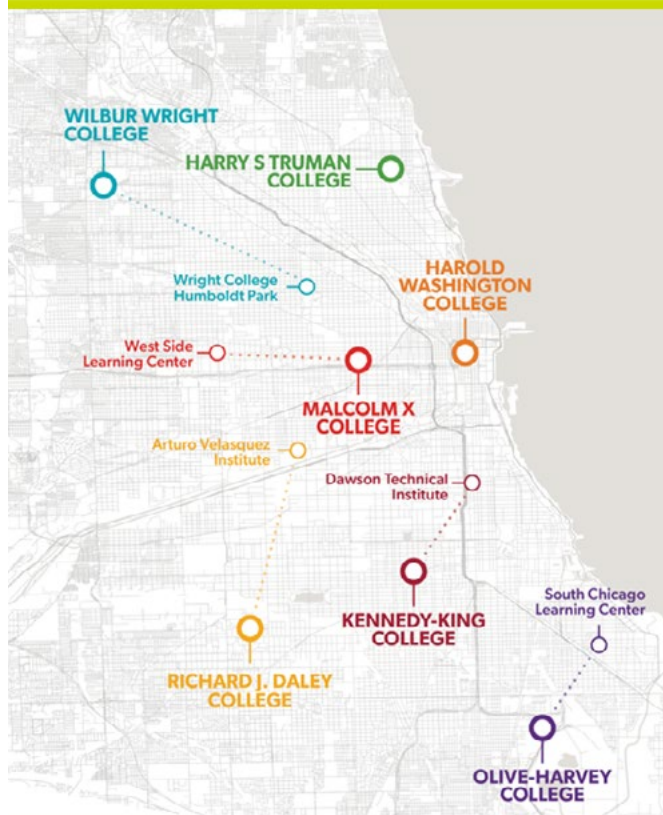 WILBUR WRIGHT
COLLEGE
HARRY S TRUMAN
COLLEGE
Wright College
Humboldt Park
HAROLD
WASHINGTON
COLLEGE
West Side
Learning Center
MALCOLM X
COLLEGE
Arturo Velasquez
Institute
Dawson Technical
Institute
KENNEDY-KING
COLLEGE
South Chicago
Learning Center
RICHARD J. DALEY
COLLEGE
OLIVE-HARVEY
COLLEGE